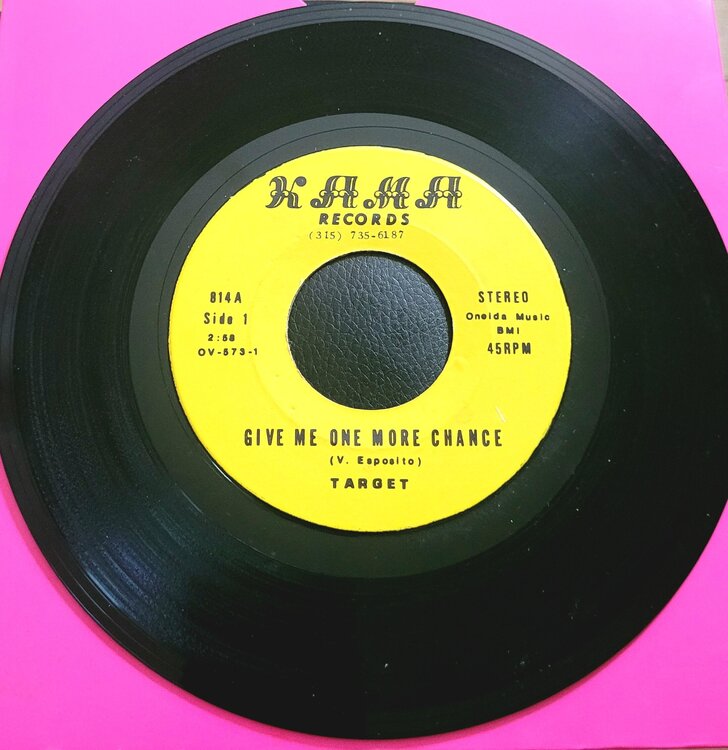 KAMA
RECORDS
(315) 735-6187
814A
Side 1
2:58
OV-573-1
STEREO
Oneida Music
BMI
45RPM
GIVE ME ONE MORE CHANCE
(V. Esposito)
TARGET